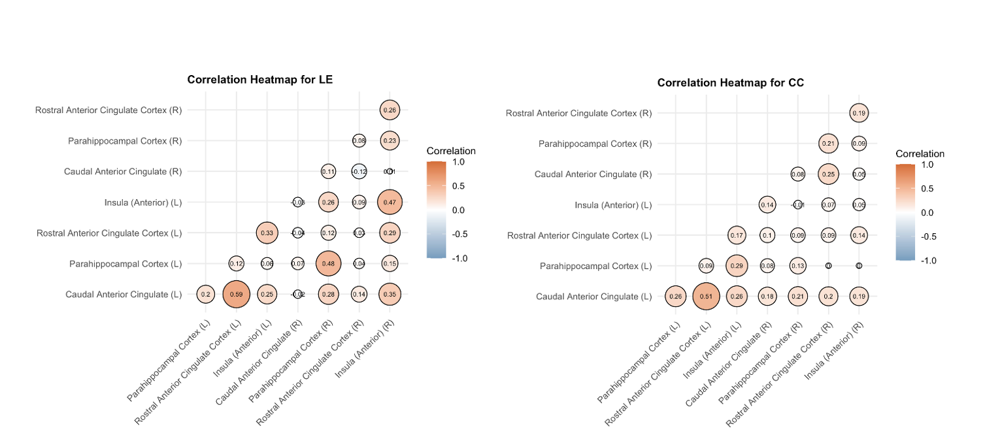 Correlation Heatmap for LE
Rostral Anterior Cingulate Cortex (R) 0.26
Parahippocampal Cortex (R) 0.08 0.23
Caudal Anterior Cingulate (R) 0.11 -0.12
Insula (Anterior) (L) 0.26 0.09 0.47
Rostral Anterior Cingulate Cortex (L) 0.33 -0.04 0.12 0.29
Parahippocampal Cortex (L) 0.12 0.06 0.07 0.48 0.04 0.15
Caudal Anterior Cingulate (L) 0.2 0.59 0.25 -0.02 0.28 0.14 0.35
Parahippocampal Cortex (L)
Rostral Anterior Cingulate Cortex (L)
Insula (Anterior) (L)
Caudal Anterior Cingulate (R)
Parahippocampal Cortex (R)
Rostral Anterior Cingulate Cortex (R)
Insula (Anterior) (R)
Correlation
1.0
0.5
0.0
-0.5
-1.0
Correlation Heatmap for CC
Rostral Anterior Cingulate Cortex (R) 0.19
Parahippocampal Cortex (R) 0.21 0.09
Caudal Anterior Cingulate (R) 0.08 0.25 0.05
Insula (Anterior) (L) 0.14 -0.01 0.07 0.05
Rostral Anterior Cingulate Cortex (L) 0.17 0.1 0.09 0.09 0.14
Parahippocampal Cortex (L) 0.09 0.29 0.08 0.13 0 0
Caudal Anterior Cingulate (L) 0.26 0.51 0.26 0.18 0.21 0.2 0.19
Parahippocampal Cortex (L)
Rostral Anterior Cingulate Cortex (L)
Insula (Anterior) (L)
Caudal Anterior Cingulate (R)
Parahippocampal Cortex (R)
Rostral Anterior Cingulate Cortex (R)
Insula (Anterior) (R)
Correlation
1.0
0.5
0.0
-0.5
-1.0